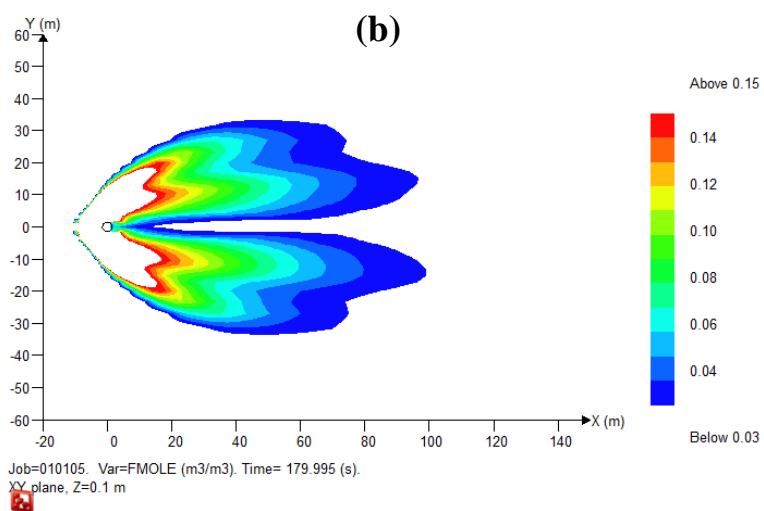 (b)
Y (m)
60
50
40
30
20
10
0
-10
-20
-30
-40
-50
-60
-20 0 20 40 60 80 100 120 140
X (m)
Above 0.15
0.14
0.12
0.10
0.08
0.06
0.04
Below 0.03
Job=010105. Var=FMOLE (m3/m3). Time= 179.995 (s).
XY plane, Z=0.1 m